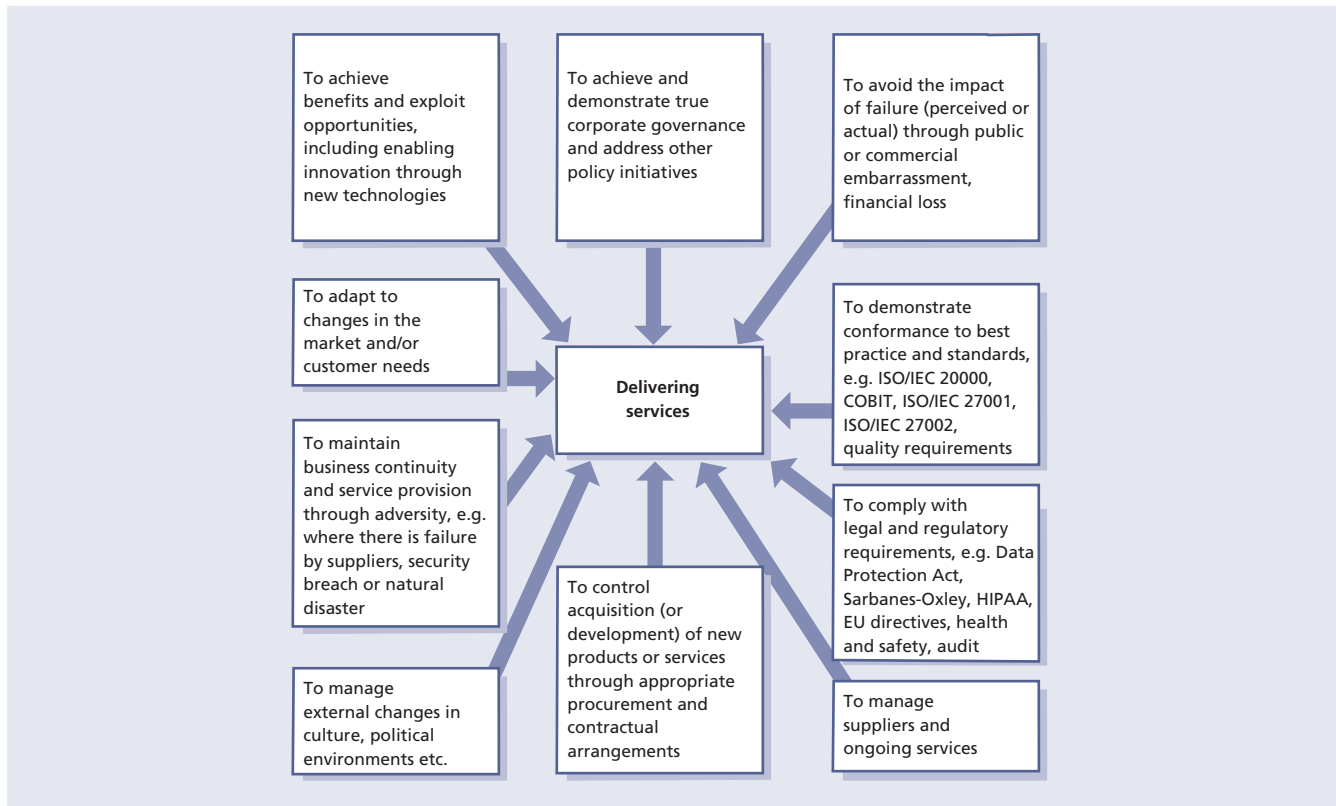 To achieve
benefits and exploit
opportunities,
including enabling
innovation through
new technologies
To achieve and
demonstrate true
corporate governance
and address other
policy initiatives
To avoid the impact
of failure (perceived or
actual) through public
or commercial
embarrassment,
financial loss
To adapt to
changes in the
market and/or
customer needs
Delivering
services
To demonstrate
conformance to best
practice and standards,
e.g. ISO/IEC 20000,
COBIT, ISO/IEC 27001,
ISO/IEC 27002,
quality requirements
To maintain
business continuity
and service provision
through adversity, e.g.
where there is failure
by suppliers, security
breach or natural
disaster
To comply with
legal and regulatory
requirements, e.g. Data
Protection Act,
Sarbanes-Oxley, HIPAA,
EU directives, health
and safety, audit
To manage
external changes in
culture, political
environments etc.
To control
acquisition (or
development) of new
products or services
through appropriate
procurement and
contractual
arrangements
To manage
suppliers and
ongoing services